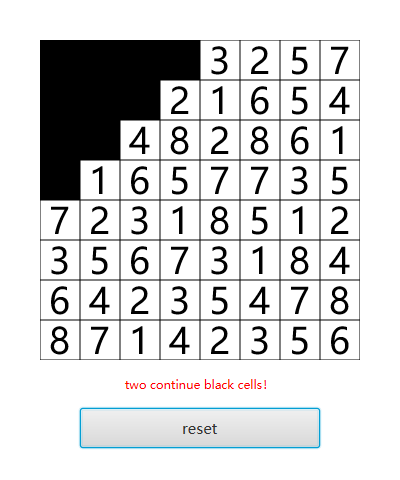 3 2 5 7
2 1 6 5 4
4 8 2 8 6 1
1 6 5 7 7 3 5
7 2 3 1 8 5 1 2
3 5 6 7 3 1 8 4
6 4 2 3 5 4 7 8
8 7 1 4 2 3 5 6
two continue black cells!
reset